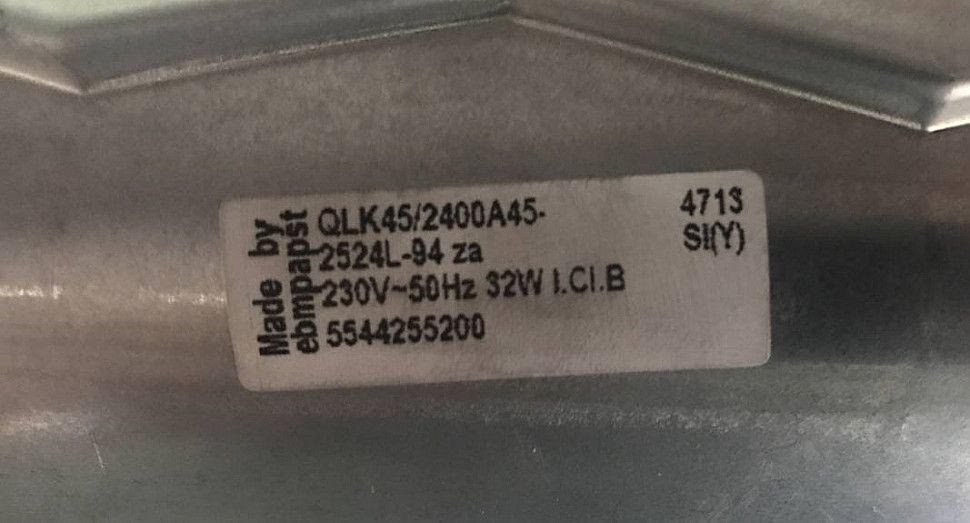 Made by
ebmpapst
QLK45/2400A45-
2524L-94 za
230V~50Hz 32W I.Cl.B
5544255200
4713
SI(Y)